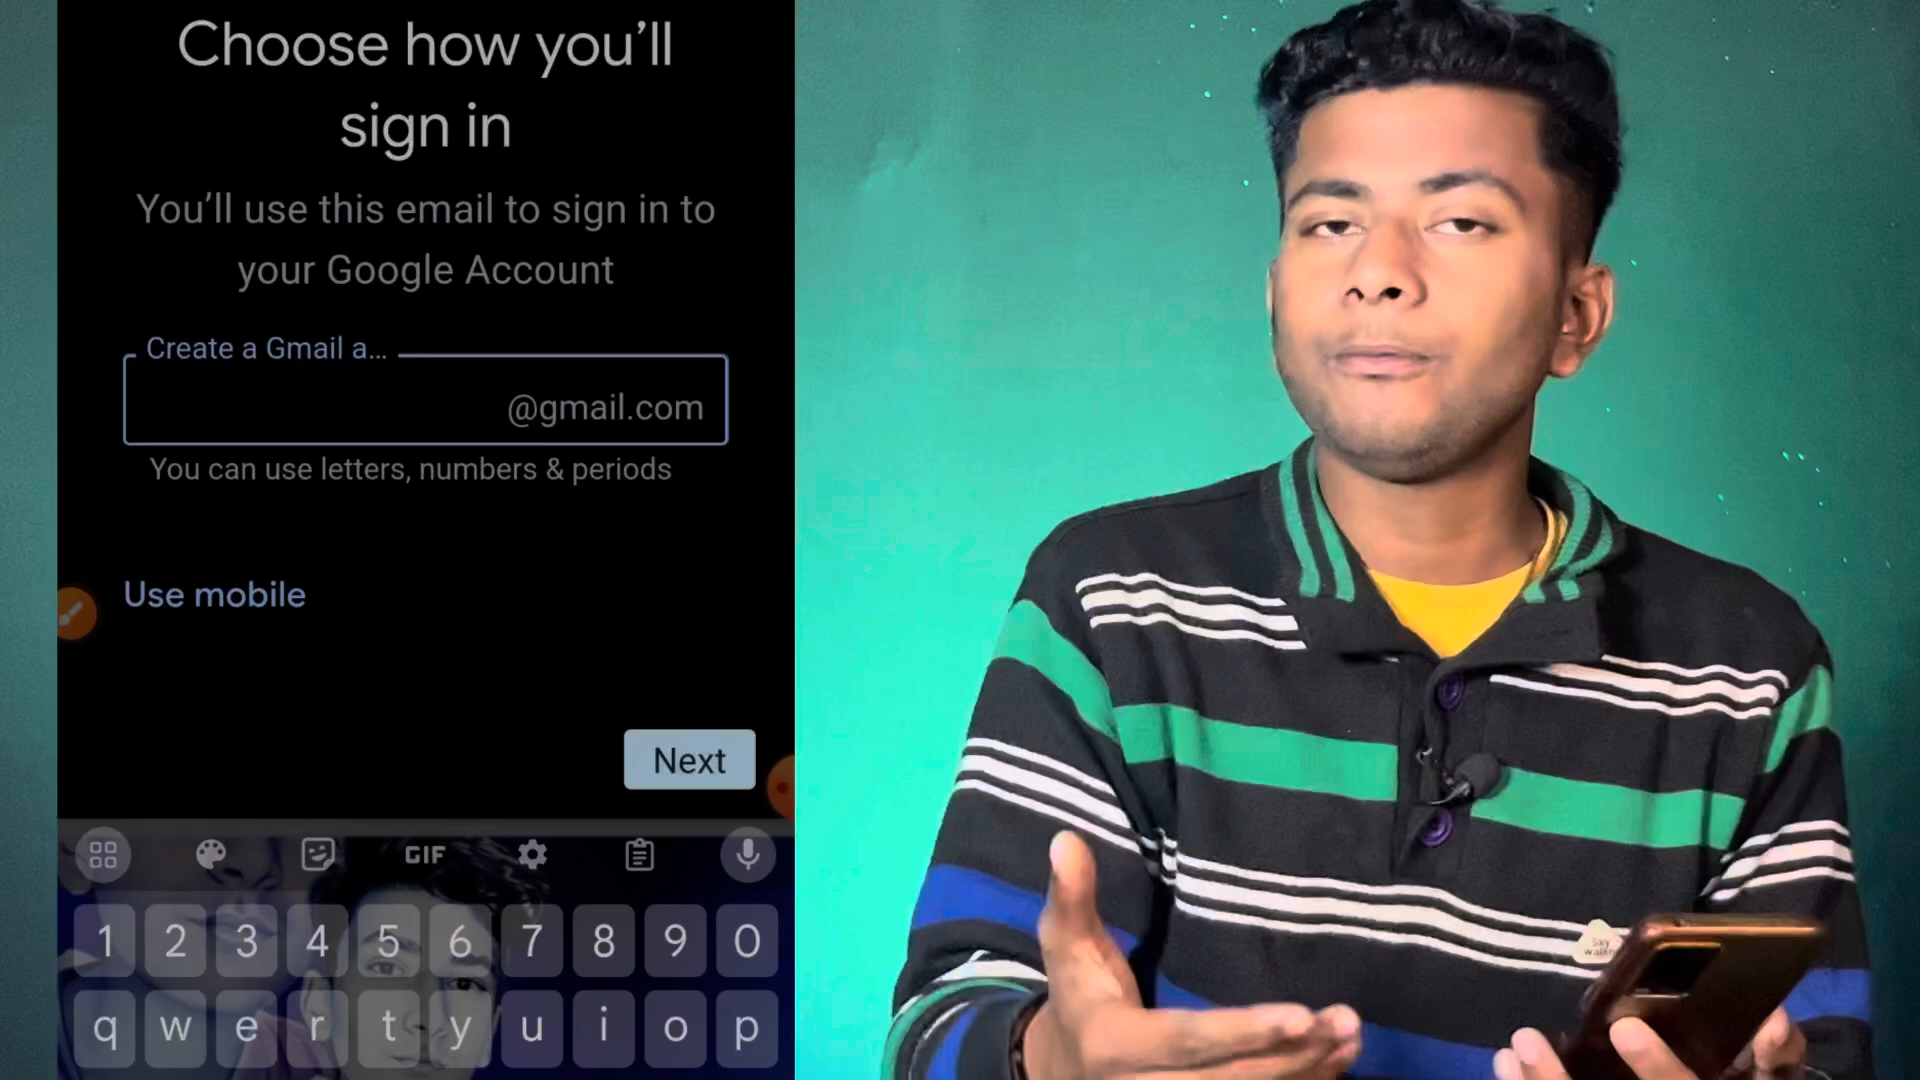 Choose how you’ll
sign in
You’ll use this email to sign in to
your Google Account
Create a Gmail a...
@gmail.com
You can use letters, numbers & periods
Use mobile
Next
GIF
1 2 3 4 5 6 7 8 9 0
q w e r t y u i o p
Sky